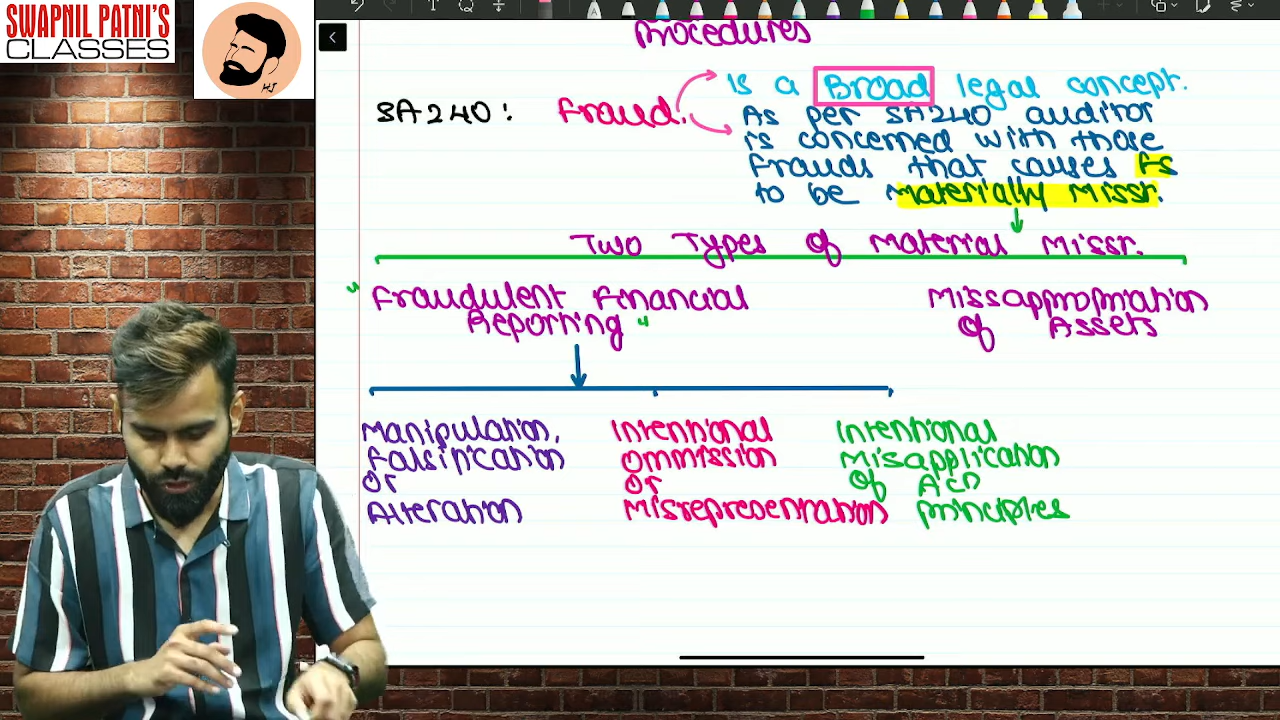 SWAPNIL PATNI'S
CLASSES
HJ
Procedures
SA240: Fraud.
Is a Broad legal concept.
As per SA240 auditor
is concerned with those
frauds that causes FS
to be Materially Missr.
Two Types of Material Missr.
"Fraudulent Financial
Reporting"
Missappropriation
of Assets
Manipulation,
Falsification
or
Alteration
Intentional
Ommission
or
Misrepresentation
Intentional
Misapplication
of Acc
principles